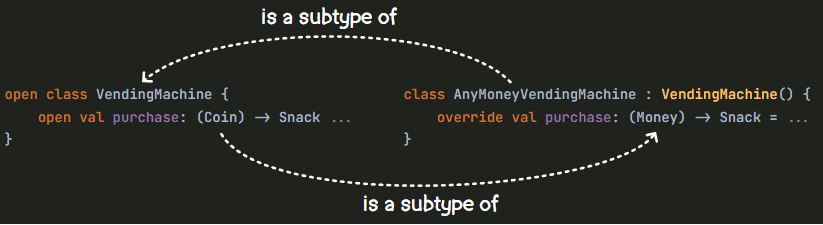 is a subtype of
open class VendingMachine {
    open val purchase: (Coin) -> Snack ...
}
class AnyMoneyVendingMachine : VendingMachine() {
    override val purchase: (Money) -> Snack = ...
}
is a subtype of